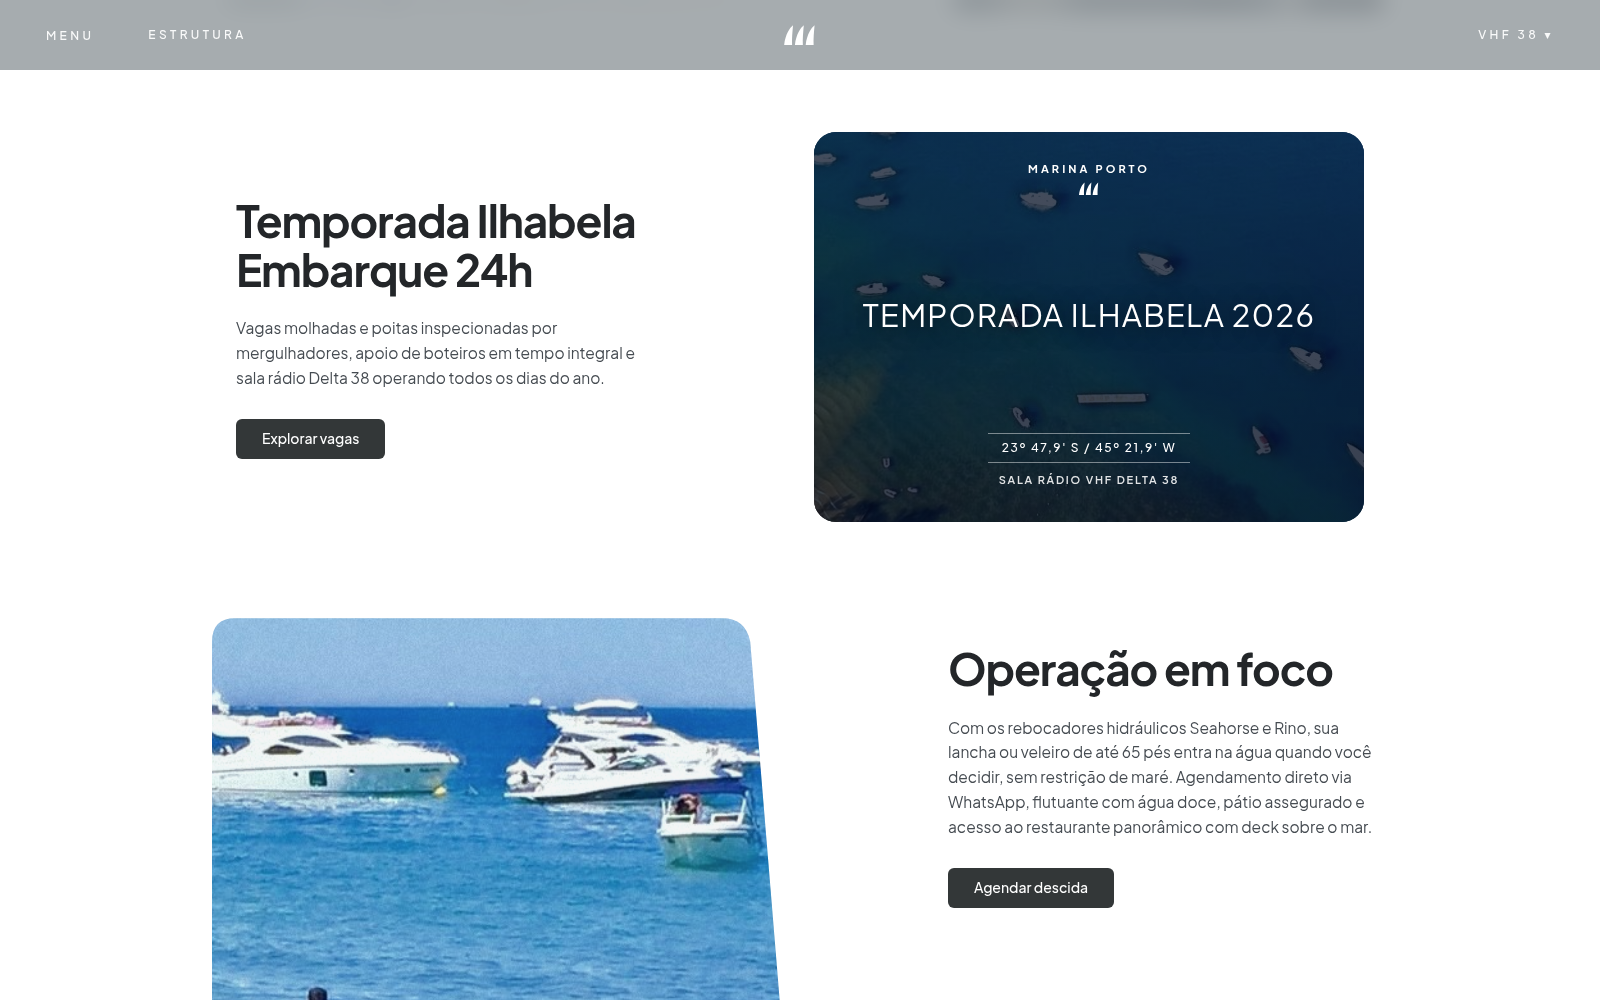 MENU
ESTRUTURA
VHF 38 ▾
Temporada Ilhabela
Embarque 24h
Vagas molhadas e poitas inspecionadas por
mergulhadores, apoio de boteiros em tempo integral e
sala rádio Delta 38 operando todos os dias do ano.
Explorar vagas
MARINA PORTO
TEMPORADA ILHABELA 2026
23º 47,9' S / 45º 21,9' W
SALA RÁDIO VHF DELTA 38
Operação em foco
Com os rebocadores hidráulicos Seahorse e Rino, sua
lancha ou veleiro de até 65 pés entra na água quando você
decidir, sem restrição de maré. Agendamento direto via
WhatsApp, flutuante com água doce, pátio assegurado e
acesso ao restaurante panorâmico com deck sobre o mar.
Agendar descida